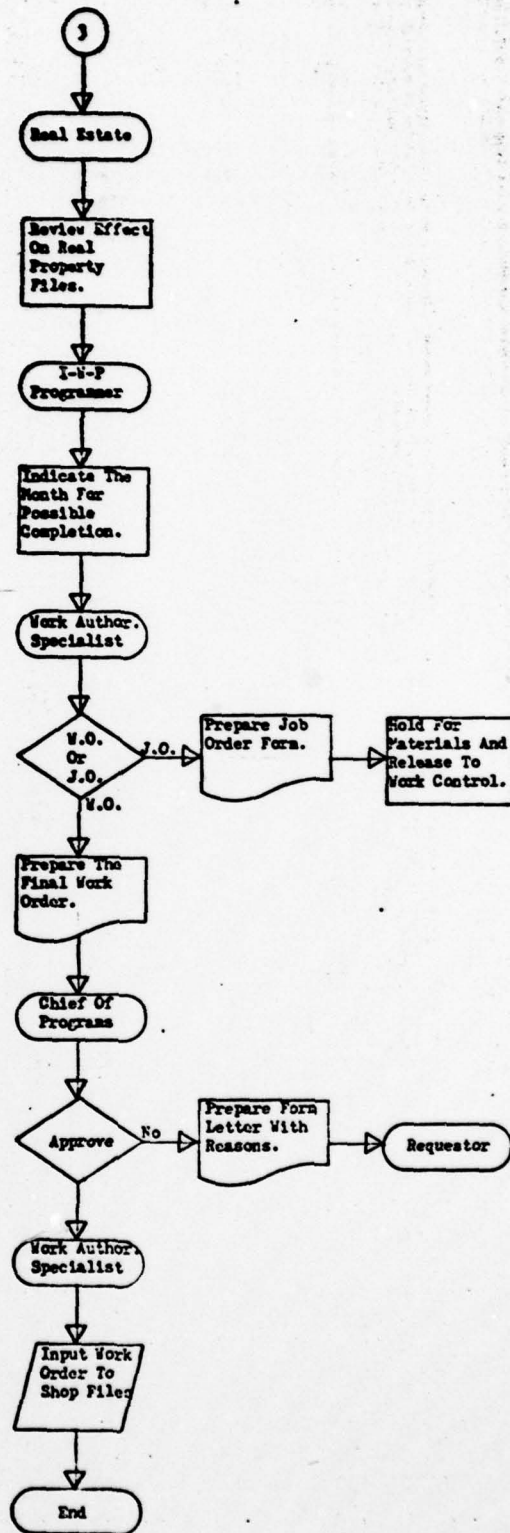 3
Real Estate
Review Effect
On Real
Property
Files.
I-W-P
Programmer
Indicate The
Month For
Possible
Completion.
Work Author.
Specialist
W.O.
Or
J.O.
J.O.
W.O.
Prepare Job
Order Form.
Hold For
Materials And
Release To
Work Control.
Prepare The
Final Work
Order.
Chief Of
Programs
Approve
No
Prepare Form
Letter With
Reasons.
Requestor
Work Author.
Specialist
Input Work
Order To
Shop Files
End